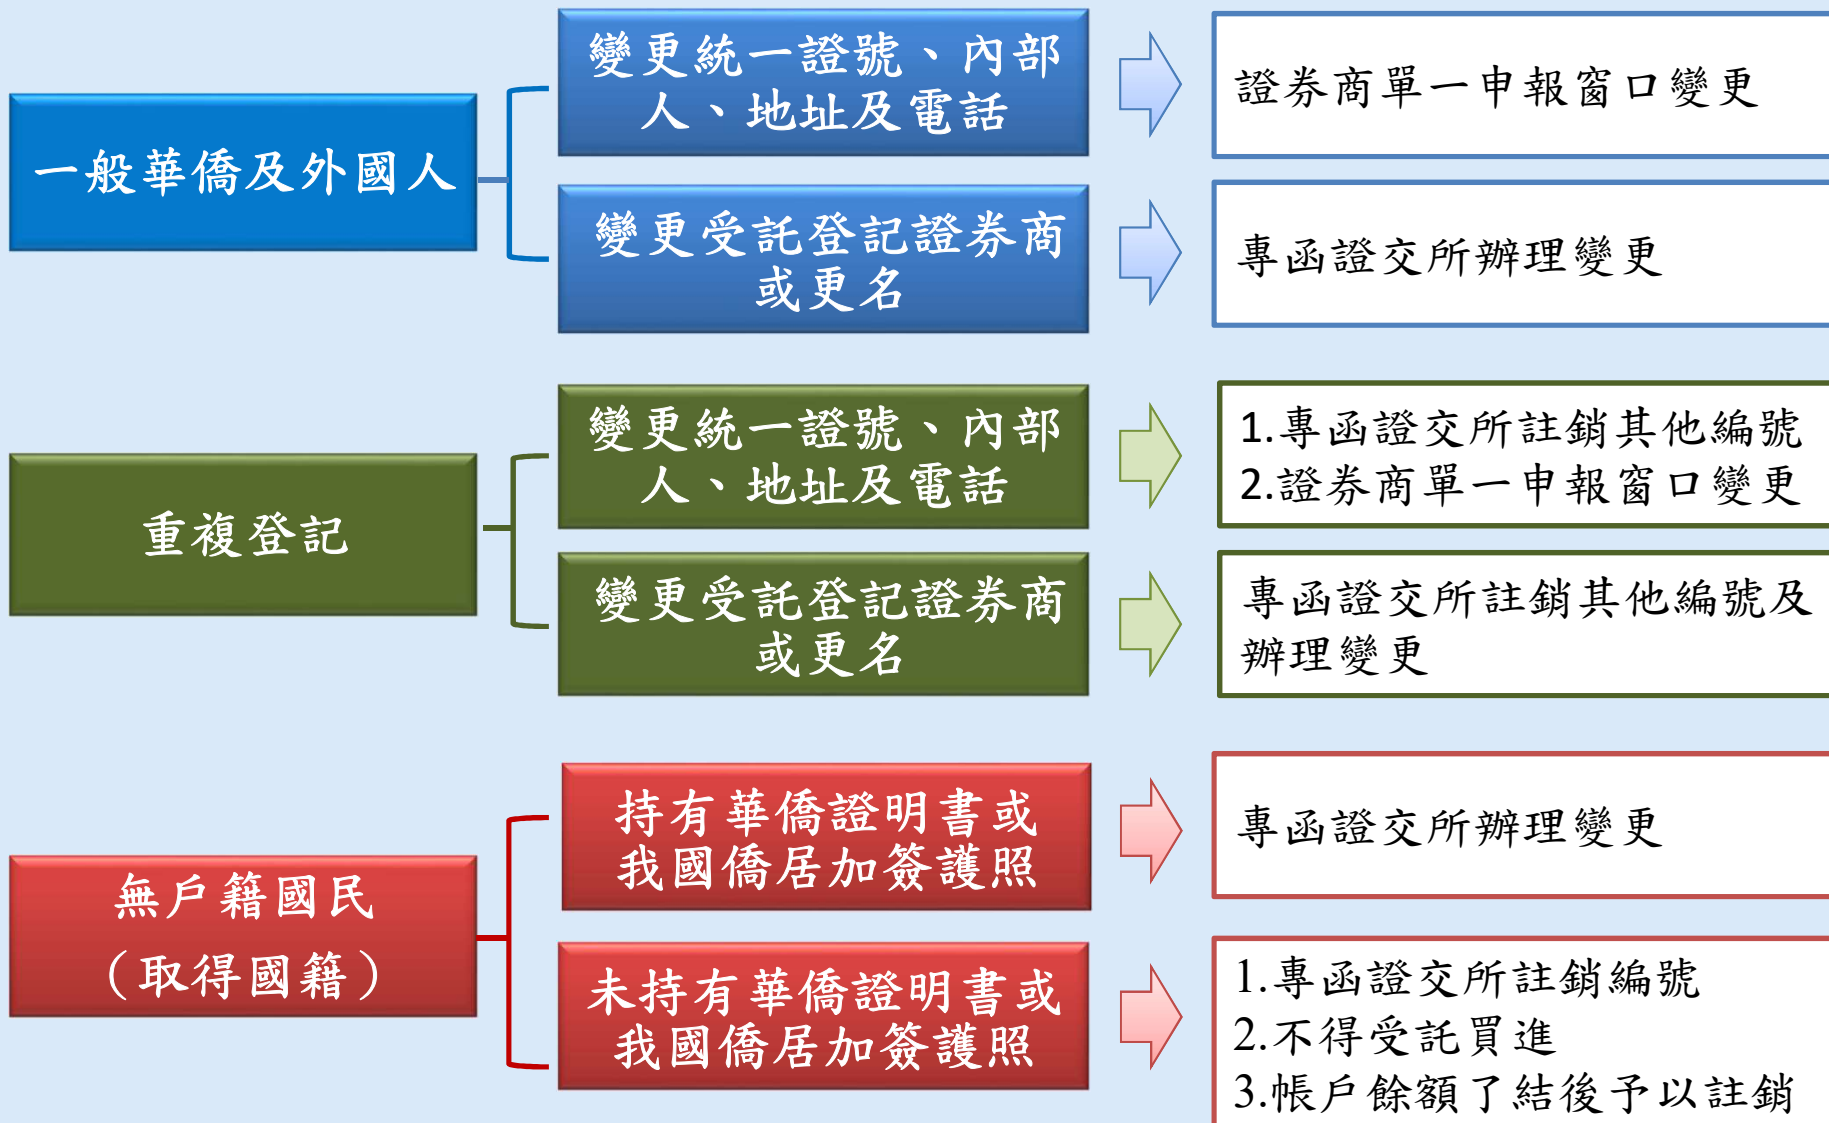 一般華僑及外國人
變更統一證號、內部
人、地址及電話
證券商單一申報窗口變更
變更受託登記證券商
或更名
專函證交所辦理變更
重複登記
變更統一證號、內部
人、地址及電話
1.專函證交所註銷其他編號
2.證券商單一申報窗口變更
變更受託登記證券商
或更名
專函證交所註銷其他編號及
辦理變更
無戶籍國民
（取得國籍）
持有華僑證明書或
我國僑居加簽護照
專函證交所辦理變更
未持有華僑證明書或
我國僑居加簽護照
1.專函證交所註銷編號
2.不得受託買進
3.帳戶餘額了結後予以註銷